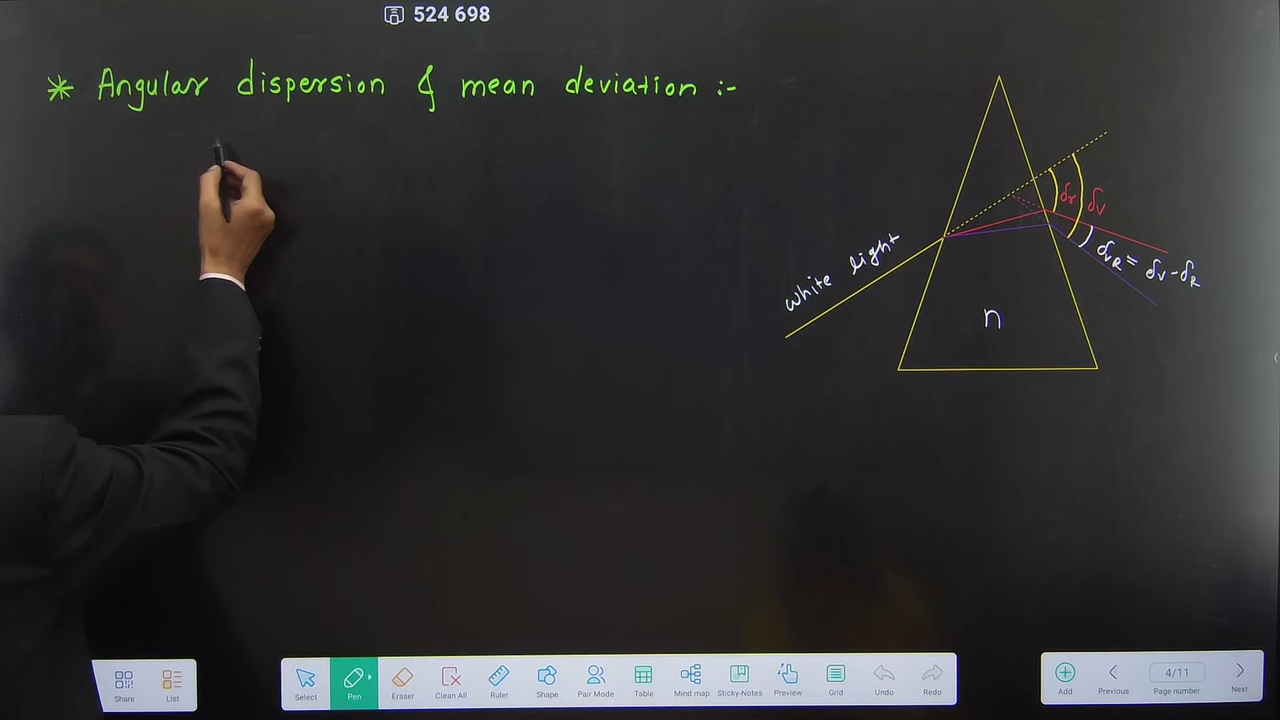 524 698
* Angular dispersion & mean deviation :-
δr δv
white light
δvR = δv - δR
n
Share List Select Pen Eraser Clean All Ruler Shape Pair Mode Table Mind map Sticky-Notes Preview Grid Undo Redo Add Previous 4/11 Page number Next